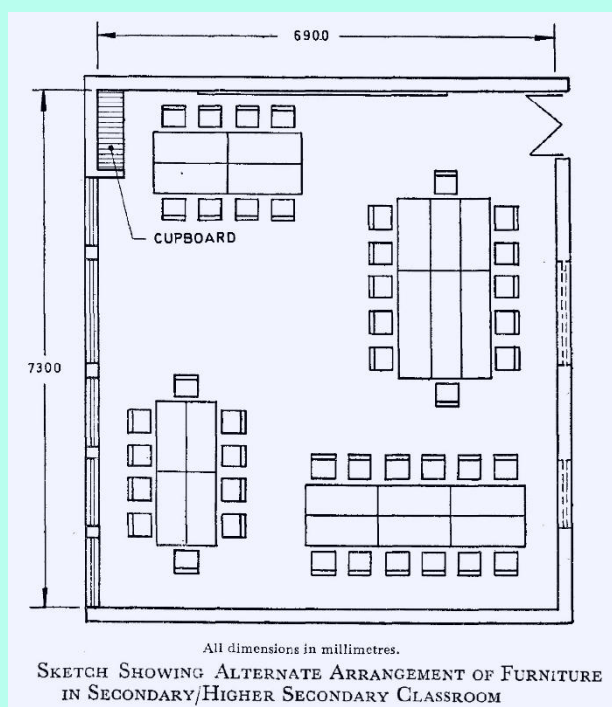 6900
CUPBOARD
7300
All dimensions in millimetres.
SKETCH SHOWING ALTERNATE ARRANGEMENT OF FURNITURE
IN SECONDARY/HIGHER SECONDARY CLASSROOM